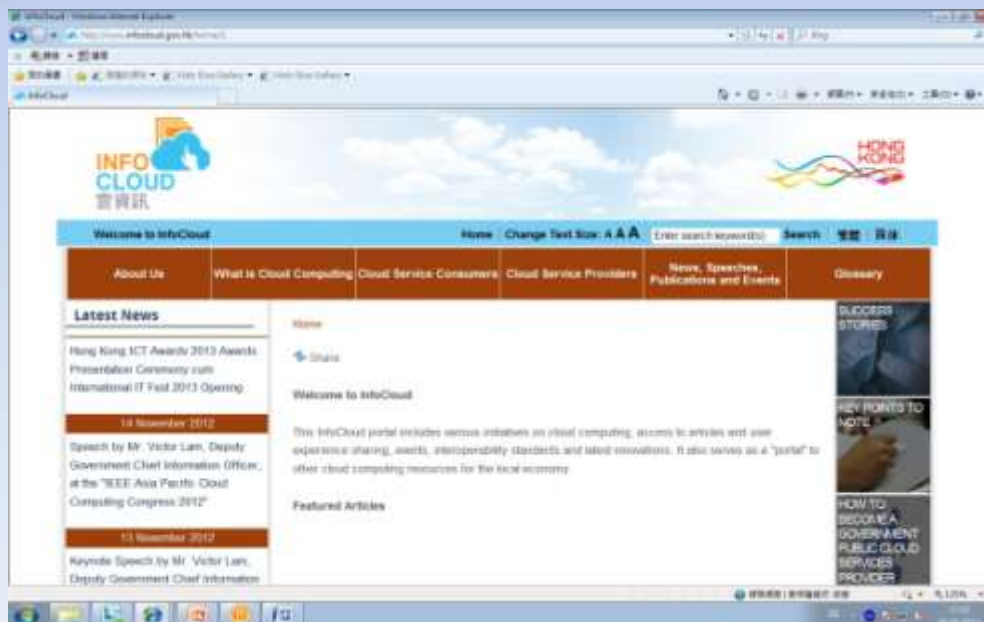 InfoCloud - Windows Internet Explorer
InfoCloud
INFO
CLOUD
雲資訊
HONG
KONG
Welcome to InfoCloud
Home Change Text Size: A A A Enter search keyword(s) Search 繁體 簡体
About Us
What is Cloud Computing
Cloud Service Consumers
Cloud Service Providers
News, Speeches,
Publications and Events
Glossary
Latest News
Hong Kong ICT Awards 2013 Awards
Presentation Ceremony cum
International IT Fest 2013 Opening
14 November 2012
Speech by Mr. Victor Lam, Deputy
Government Chief Information Officer,
at the "IEEE Asia Pacific Cloud
Computing Congress 2012"
13 November 2012
Keynote Speech by Mr. Victor Lam,
Deputy Government Chief Information
Home
Share
Welcome to InfoCloud
This InfoCloud portal includes various initiatives on cloud computing, access to articles and user
experience sharing, events, interoperability standards and latest innovations. It also serves as a "portal" to
other cloud computing resources for the local economy.
Featured Articles
SUCCESS
STORIES
KEY POINTS TO
NOTE
HOW TO
BECOME A
GOVERNMENT
PUBLIC CLOUD
SERVICES
PROVIDER
125%